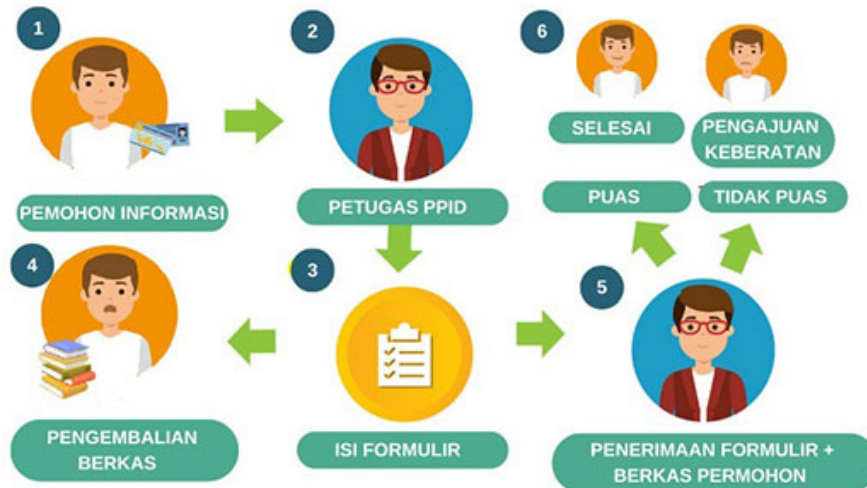 1
PEMOHON INFORMASI
2
PETUGAS PPID
3
ISI FORMULIR
4
PENGEMBALIAN
BERKAS
5
PENERIMAAN FORMULIR +
BERKAS PERMOHON
6
SELESAI
PENGAJUAN
KEBERATAN
PUAS
TIDAK PUAS